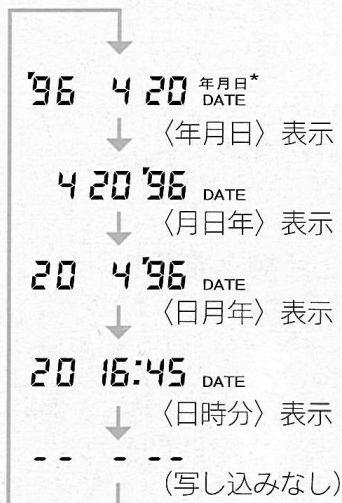 '96 4 20 年月日*
DATE
〈年月日〉表示
4 20 '96 DATE
〈月日年〉表示
20 4 '96 DATE
〈日月年〉表示
20 16:45 DATE
〈日時分〉表示
-- - --
(写し込みなし)